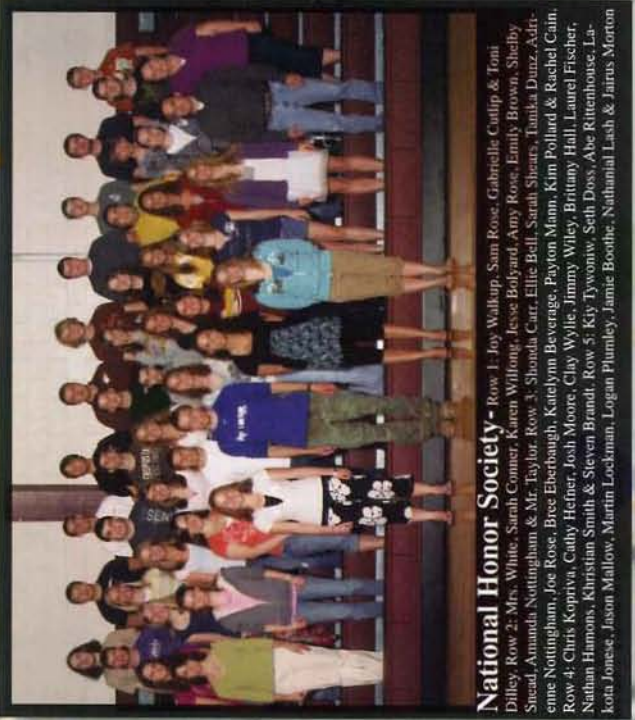 National Honor Society- Row 1: Joy Walkup, Sam Rose, Gabrielle Cutlip & Toni
Dilley, Row 2: Mrs. White, Sarah Conner, Karen Wilfong, Jesse Bolyard, Amy Rose, Emily Brown, Shelby
Snead, Amanda Nottingham & Mr. Taylor, Row 3: Shonda Carr, Ellie Bell, Sarah Shears, Tanika Dunz, Adri-
enne Nottingham, Joe Rose, Bree Eberbaugh, Katelynn Beverage, Payton Mann, Kim Pollard & Rachel Cain,
Row 4: Chris Kopriva, Cathy Hefner, Josh Moore, Clay Wylie, Jimmy Wiley, Brittany Hall, Laurel Fischer,
Nathan Hamons, Khristian Smith & Steven Brandt, Row 5: Kiy Tywoniw, Seth Doss, Abe Rittenhouse, La-
kota Jonese, Jason Mallow, Martin Lockman, Logan Plumley, Jamie Boothe, Nathanial Lash & Jairus Morton
SEN